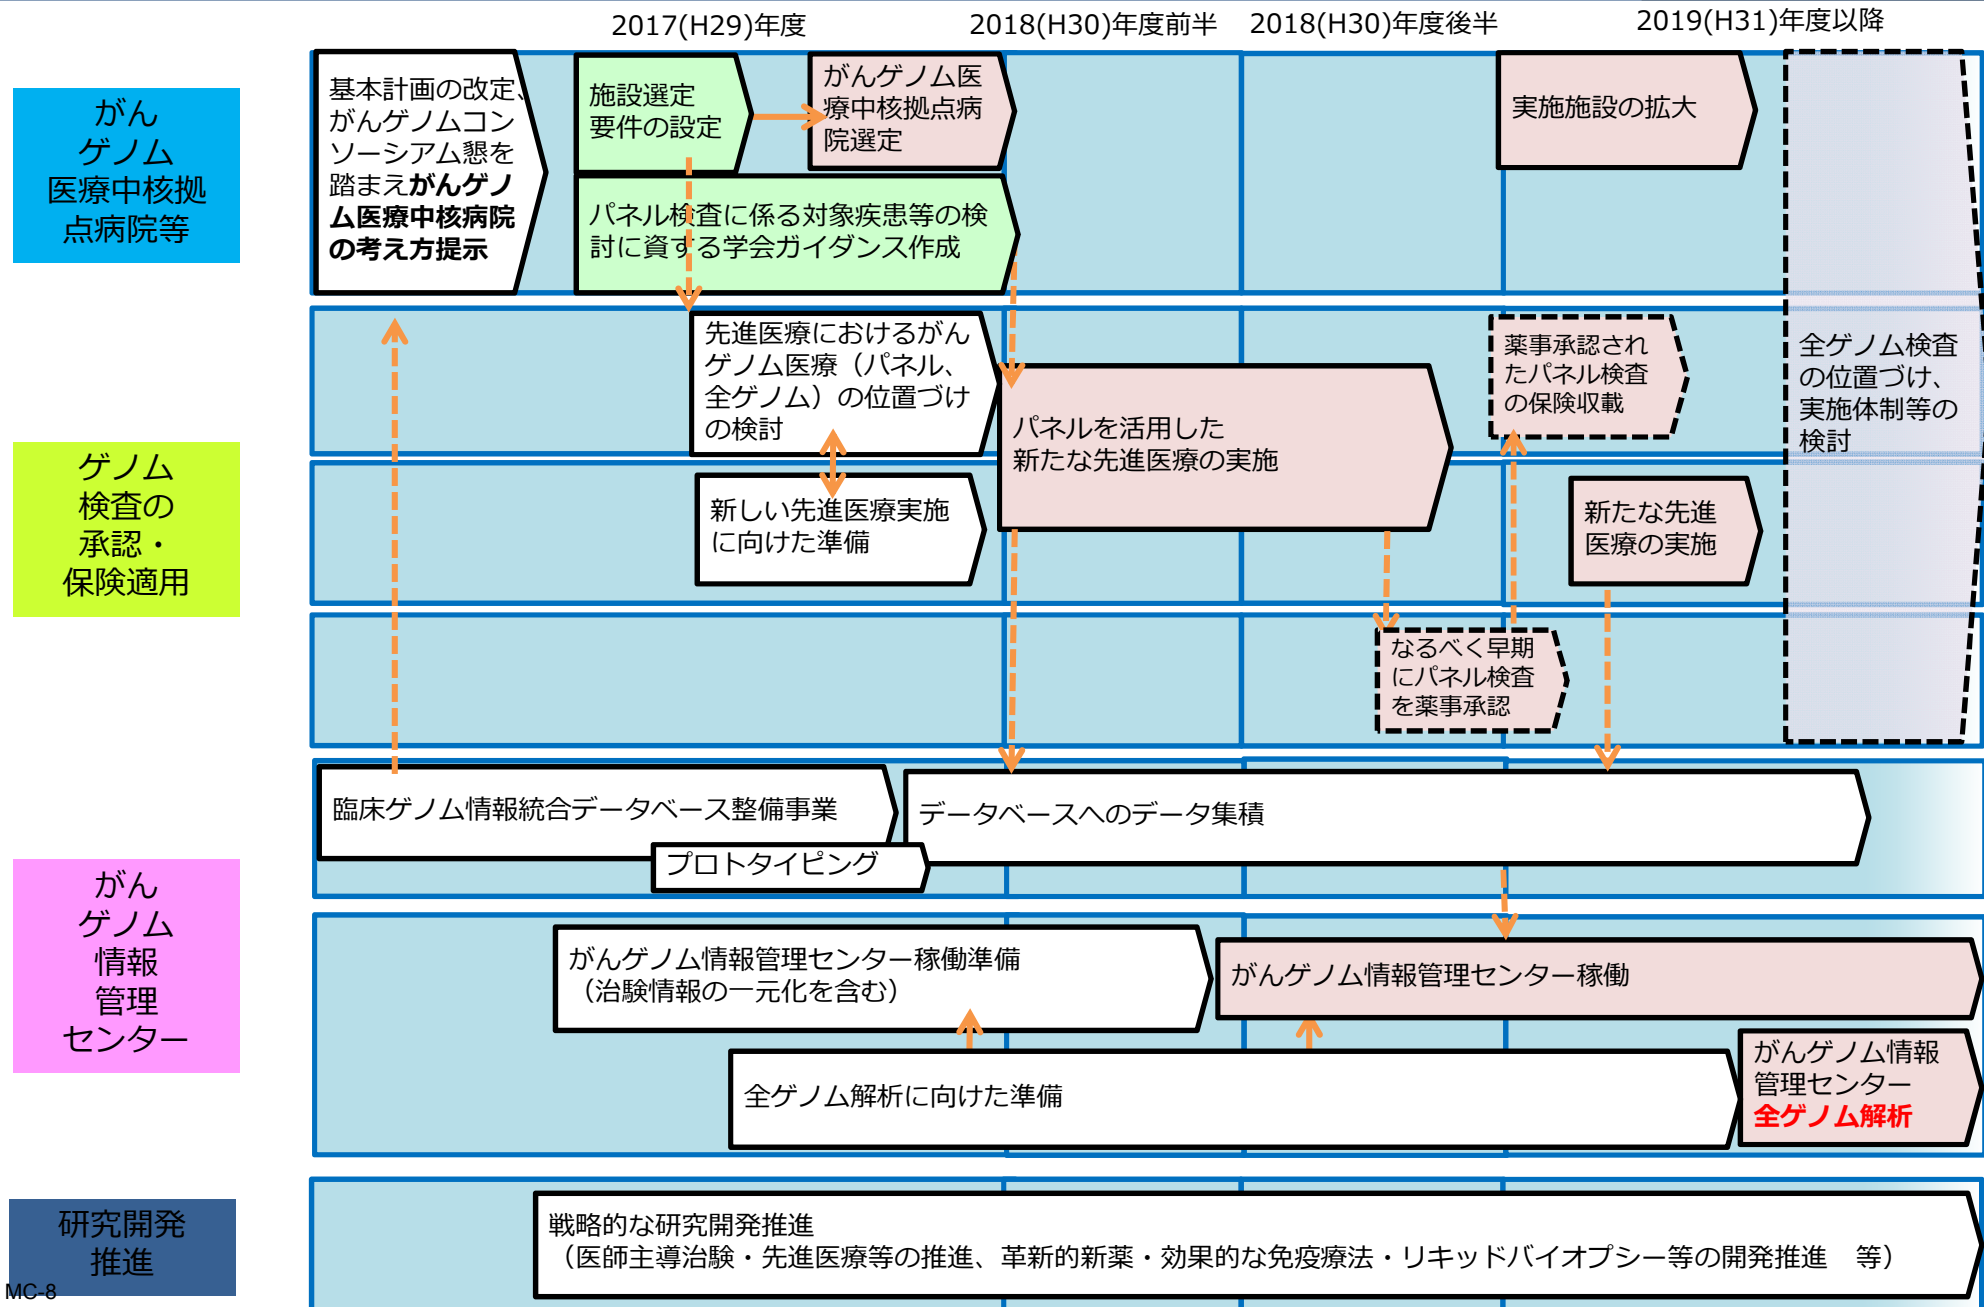 2017(H29)年度
2018(H30)年度前半
2018(H30)年度後半
2019(H31)年度以降
がん
ゲノム
医療中核拠
点病院等
基本計画の改定、
がんゲノムコン
ソーシアム懇を
踏まえがんゲノ
ム医療中核病院
の考え方提示
施設選定
要件の設定
がんゲノム医
療中核拠点病
院選定
パネル検査に係る対象疾患等の検
討に資する学会ガイダンス作成
実施施設の拡大
ゲノム
検査の
承認・
保険適用
先進医療におけるがん
ゲノム医療（パネル、
全ゲノム）の位置づけ
の検討
新しい先進医療実施
に向けた準備
パネルを活用した
新たな先進医療の実施
薬事承認され
たパネル検査
の保険収載
新たな先進
医療の実施
なるべく早期
にパネル検査
を薬事承認
全ゲノム検査
の位置づけ、
実施体制等の
検討
がん
ゲノム
情報
管理
センター
臨床ゲノム情報統合データベース整備事業
プロトタイピング
データベースへのデータ集積
がんゲノム情報管理センター稼働準備
（治験情報の一元化を含む）
がんゲノム情報管理センター稼働
全ゲノム解析に向けた準備
がんゲノム情報
管理センター
全ゲノム解析
研究開発
推進
戦略的な研究開発推進
（医師主導治験・先進医療等の推進、革新的新薬・効果的な免疫療法・リキッドバイオプシー等の開発推進　等）
MC-8